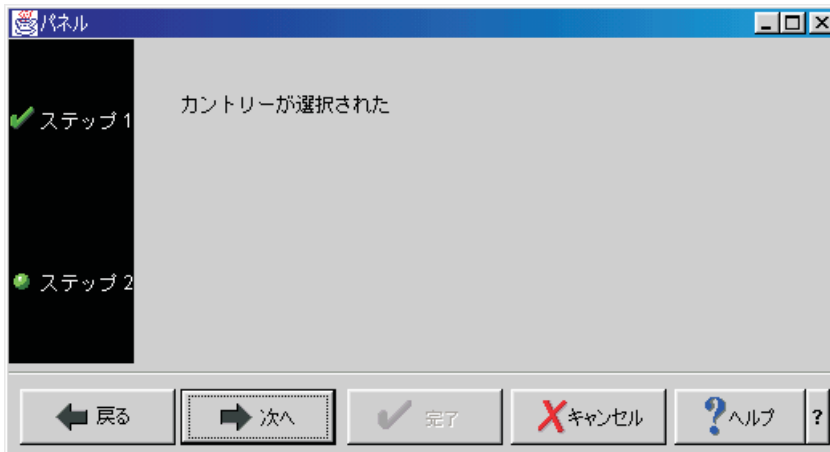 パネル
カントリーが選択された
ステップ 1
ステップ 2
戻る
次へ
完了
キャンセル
ヘルプ
?